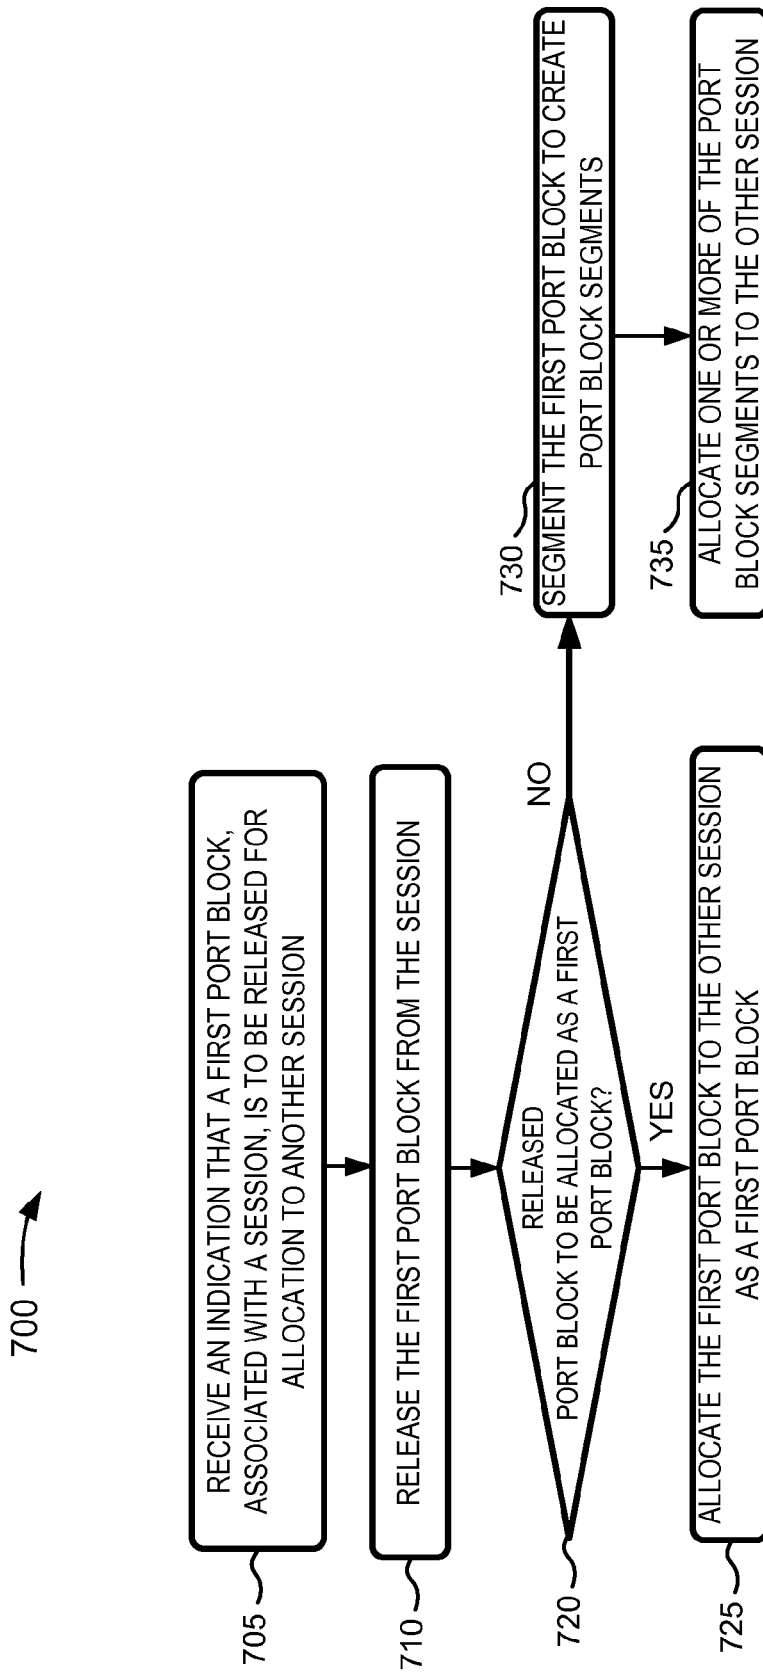 700
705
RECEIVE AN INDICATION THAT A FIRST PORT BLOCK,
ASSOCIATED WITH A SESSION, IS TO BE RELEASED FOR
ALLOCATION TO ANOTHER SESSION
710
RELEASE THE FIRST PORT BLOCK FROM THE SESSION
720
RELEASED
PORT BLOCK TO BE ALLOCATED AS A FIRST
PORT BLOCK?
NO
YES
725
ALLOCATE THE FIRST PORT BLOCK TO THE OTHER SESSION
AS A FIRST PORT BLOCK
730
SEGMENT THE FIRST PORT BLOCK TO CREATE
PORT BLOCK SEGMENTS
735
ALLOCATE ONE OR MORE OF THE PORT
BLOCK SEGMENTS TO THE OTHER SESSION